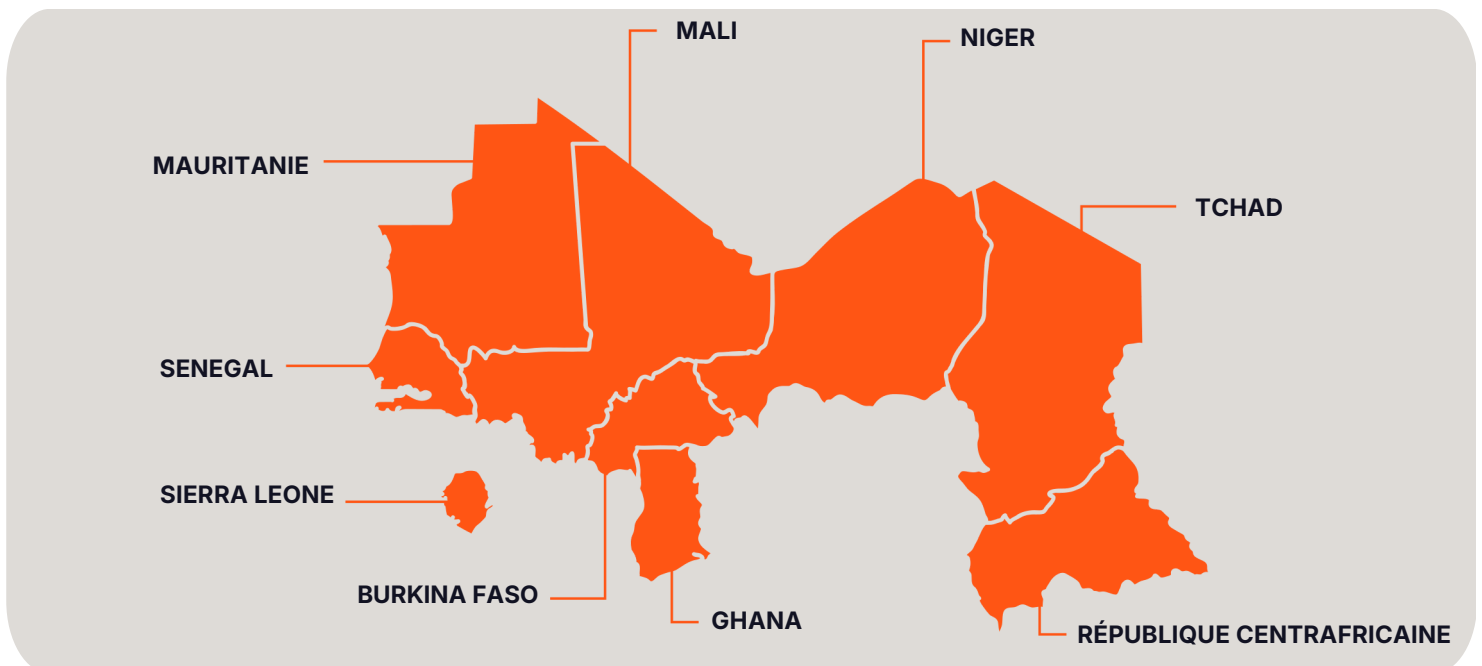 MALI
NIGER
MAURITANIE
TCHAD
SENEGAL
SIERRA LEONE
BURKINA FASO
GHANA
RÉPUBLIQUE CENTRAFRICAINE